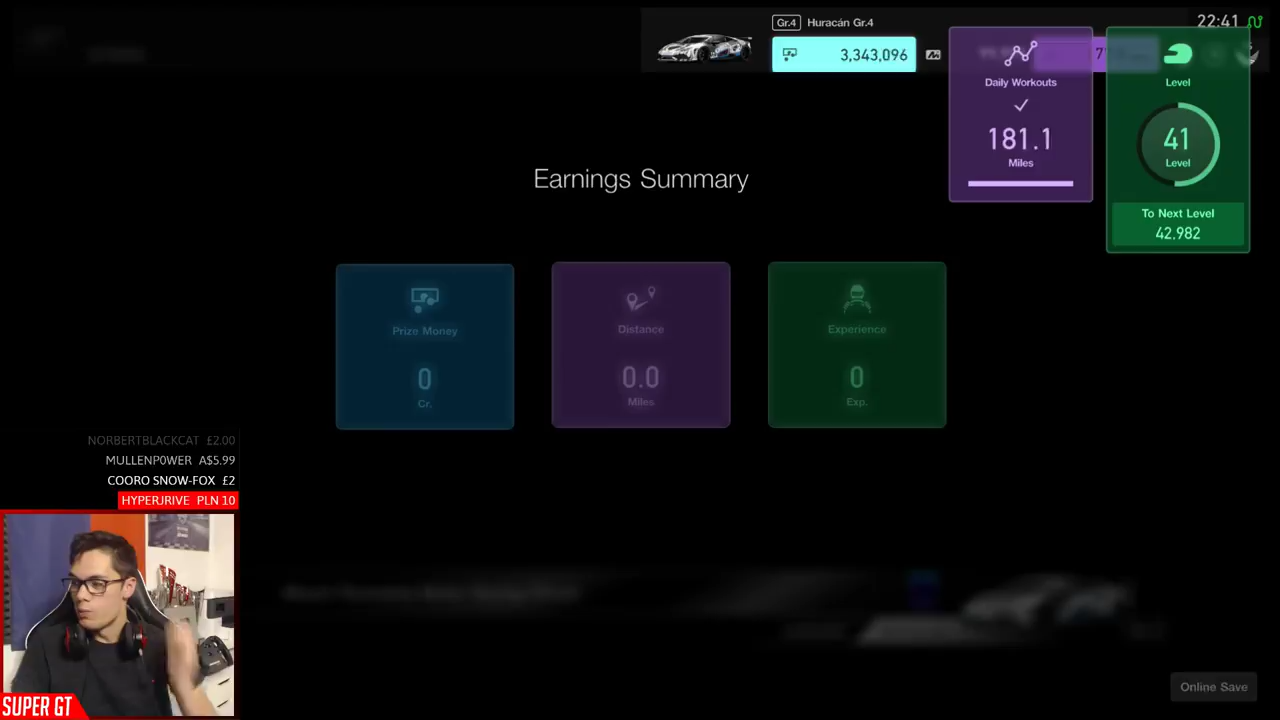 Gr.4 Huracán Gr.4
22:41
3,343,096
Daily Workouts
181.1
Miles
Level
41
Level
To Next Level
42,982
Earnings Summary
Prize Money
0
Cr.
Distance
0.0
Miles
Experience
0
Exp.
NORBERTBLACKCAT £2.00
MULLENP0WER A$5.99
COORO SNOW-FOX £2
HYPERJRIVE PLN 10
SUPER GT
Online Save